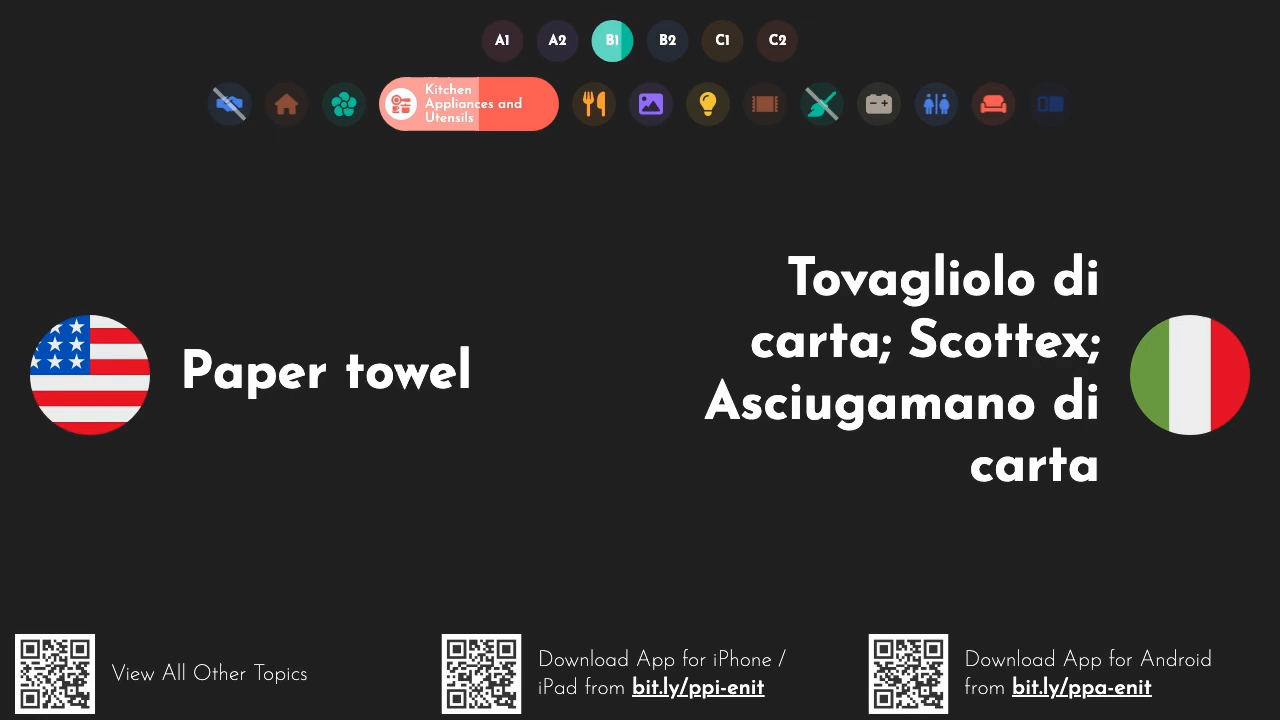 A1 A2 B1 B2 C1 C2
Kitchen
Appliances and
Utensils
Paper towel
Tovagliolo di
carta; Scottex;
Asciugamano di
carta
View All Other Topics
Download App for iPhone /
iPad from bit.ly/ppi-enit
Download App for Android
from bit.ly/ppa-enit